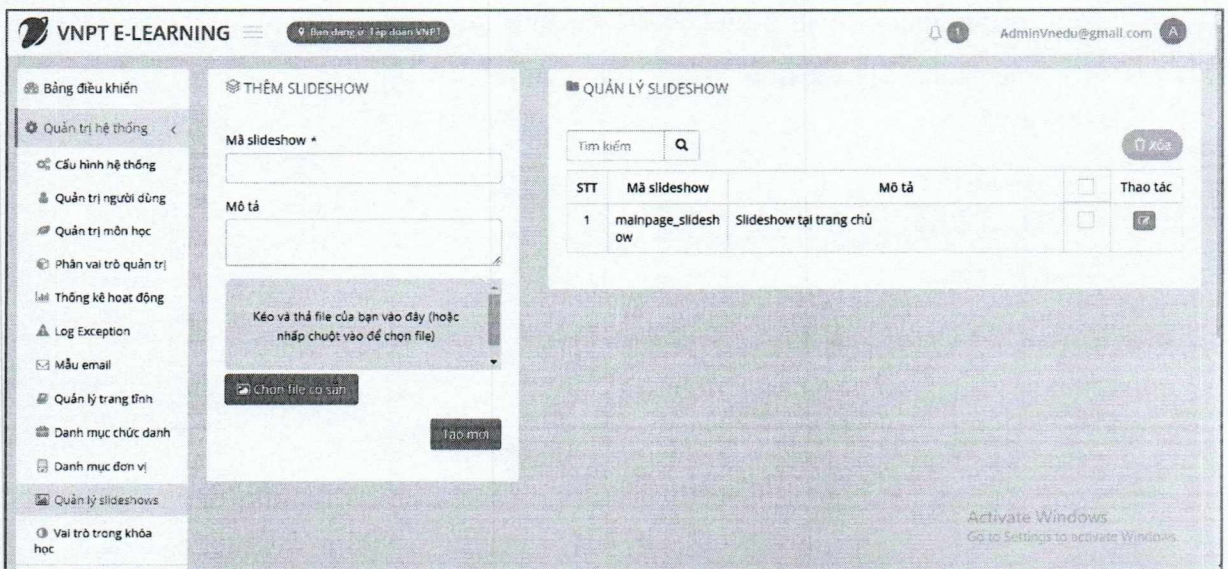 VNPT E-LEARNING
Bạn đang ở: Tập đoàn VNPT
1
AdminVnedu@gmail.com
A
Bảng điều khiển
Quản trị hệ thống
Cấu hình hệ thống
Quản trị người dùng
Quản trị môn học
Phân vai trò quản trị
Thống kê hoạt động
Log Exception
Mẫu email
Quản lý trang tĩnh
Danh mục chức danh
Danh mục đơn vị
Quản lý slideshows
Vai trò trong khóa
học
THÊM SLIDESHOW
Mã slideshow *
Mô tả
Kéo và thả file của bạn vào đây (hoặc
nhấp chuột vào để chọn file)
Chọn file có sẵn
Tạo mới
QUẢN LÝ SLIDESHOW
Tìm kiếm
Xóa
STT Mã slideshow Mô tả Thao tác
1 mainpage_slidesh Slideshow tại trang chủ
ow
Activate Windows
Go to Settings to activate Windows.